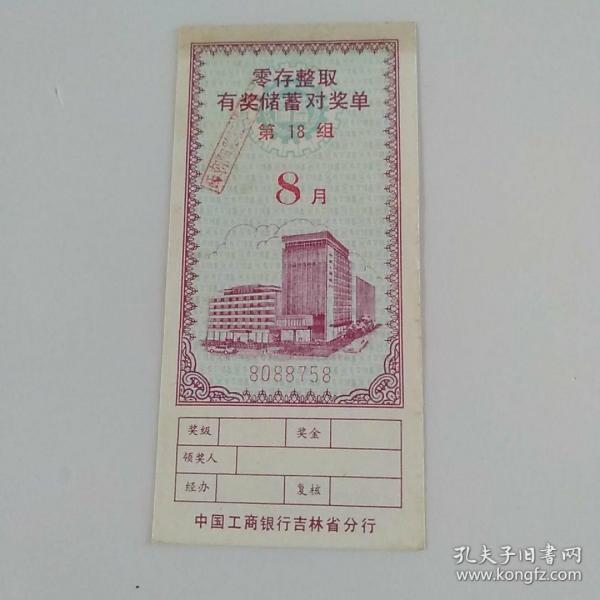 零存整取
有奖储蓄对奖单
第 18 组
8月
8088758
奖级 奖金
领奖人
经办 复核
中国工商银行吉林省分行
孔夫子旧书网
www.kongfz.com